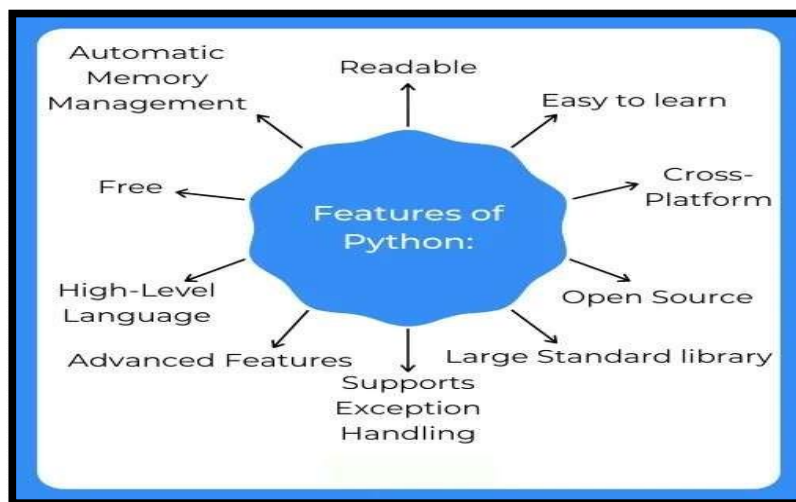 Features of
Python:
Readable
Easy to learn
Cross-
Platform
Open Source
Large Standard library
Supports
Exception
Handling
Advanced Features
High-Level
Language
Free
Automatic
Memory
Management